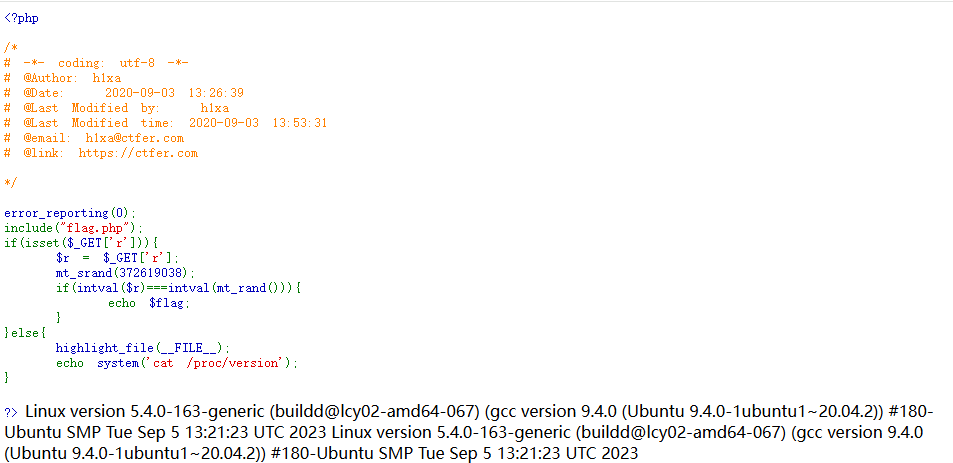 <?php
/*
# -*- coding: utf-8 -*-
# @Author: h1xa
# @Date:   2020-09-03 13:26:39
# @Last Modified by:   h1xa
# @Last Modified time: 2020-09-03 13:53:31
# @email: h1xa@ctfer.com
# @link: https://ctfer.com
*/
error_reporting(0);
include("flag.php");
if(isset($_GET['r'])){
    $r = $_GET['r'];
    mt_srand(372619038);
    if(intval($r)===intval(mt_rand())){
        echo $flag;
    }
}else{
    highlight_file(__FILE__);
    echo system('cat /proc/version');
}
?> Linux version 5.4.0-163-generic (buildd@lcy02-amd64-067) (gcc version 9.4.0 (Ubuntu 9.4.0-1ubuntu1~20.04.2)) #180-
Ubuntu SMP Tue Sep 5 13:21:23 UTC 2023 Linux version 5.4.0-163-generic (buildd@lcy02-amd64-067) (gcc version 9.4.0
(Ubuntu 9.4.0-1ubuntu1~20.04.2)) #180-Ubuntu SMP Tue Sep 5 13:21:23 UTC 2023